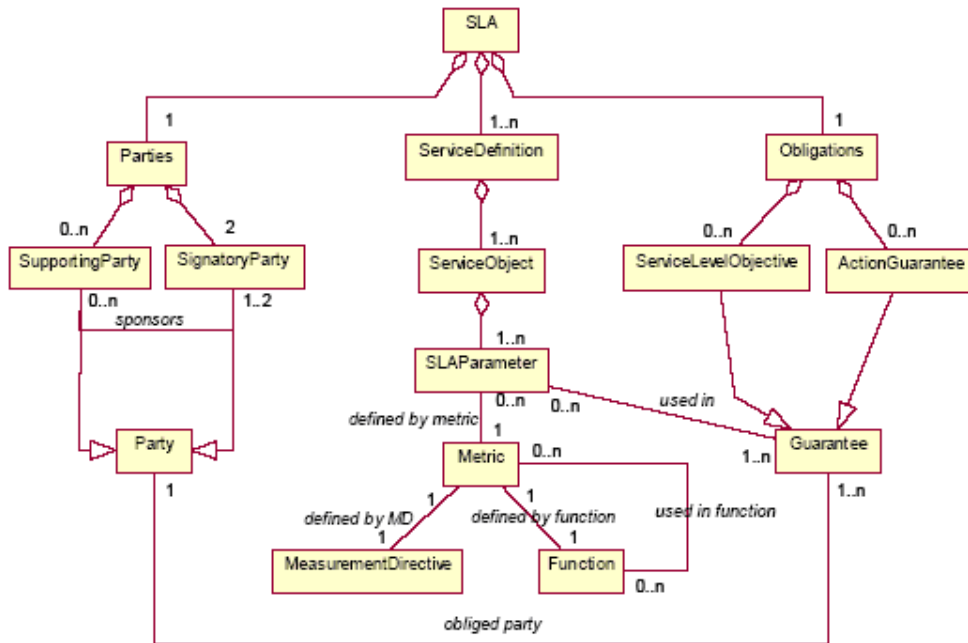 SLA
1
1..n
1
Parties
ServiceDefinition
Obligations
0..n
2
1..n
0..n
0..n
SupportingParty
SignatoryParty
ServiceObject
ServiceLevelObjective
ActionGuarantee
0..n
1..2
sponsors
1..n
SLAParameter
0..n
0..n
used in
defined by metric
1
Party
Metric
0..n
1..n
Guarantee
1
1..n
1
1
defined by MD
defined by function
used in function
1
1
MeasurementDirective
Function
0..n
obliged party